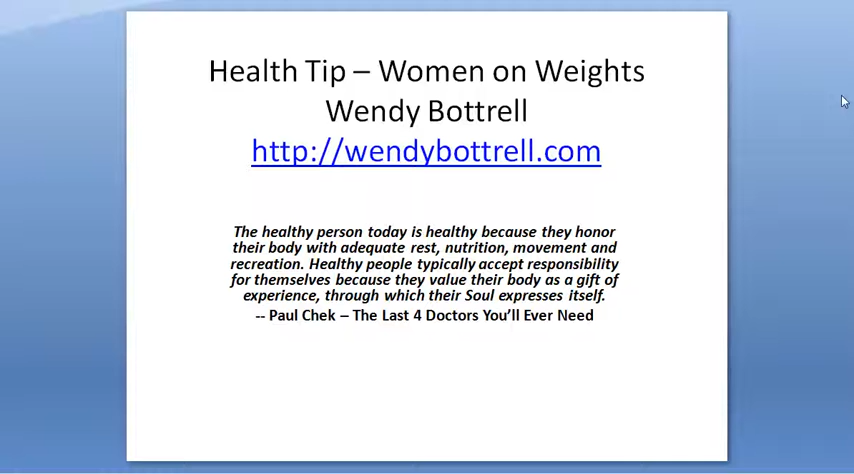 Health Tip – Women on Weights
Wendy Bottrell
http://wendybottrell.com
The healthy person today is healthy because they honor
their body with adequate rest, nutrition, movement and
recreation. Healthy people typically accept responsibility
for themselves because they value their body as a gift of
experience, through which their Soul expresses itself.
-- Paul Chek – The Last 4 Doctors You’ll Ever Need